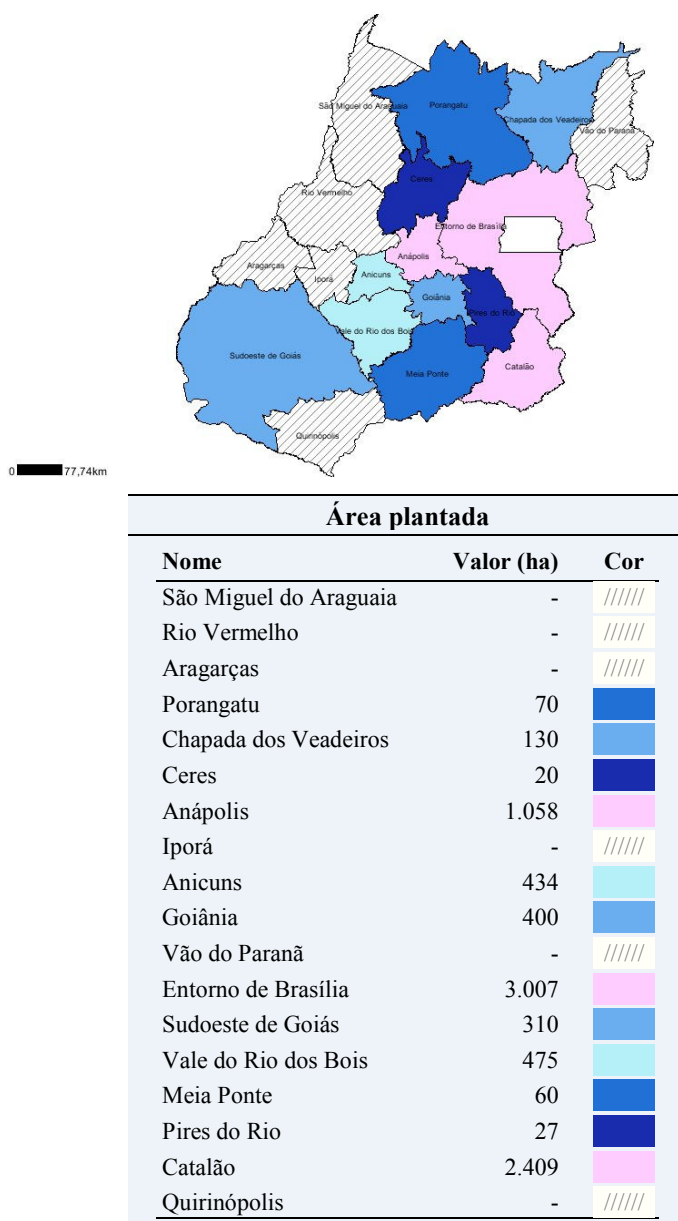 São Miguel do Araguaia
Porangatu
Chapada dos Veadeiros
Vão do Paranã
Ceres
Rio Vermelho
Entorno de Brasília
Anápolis
Aragarças
Iporá
Anicuns
Goiânia
Pires do Rio
Vale do Rio dos Bois
Sudoeste de Goiás
Meia Ponte
Catalão
Quirinópolis
0 77,74km
Área plantada
Nome Valor (ha) Cor
São Miguel do Araguaia -
Rio Vermelho -
Aragarças -
Porangatu 70
Chapada dos Veadeiros 130
Ceres 20
Anápolis 1.058
Iporá -
Anicuns 434
Goiânia 400
Vão do Paranã -
Entorno de Brasília 3.007
Sudoeste de Goiás 310
Vale do Rio dos Bois 475
Meia Ponte 60
Pires do Rio 27
Catalão 2.409
Quirinópolis -